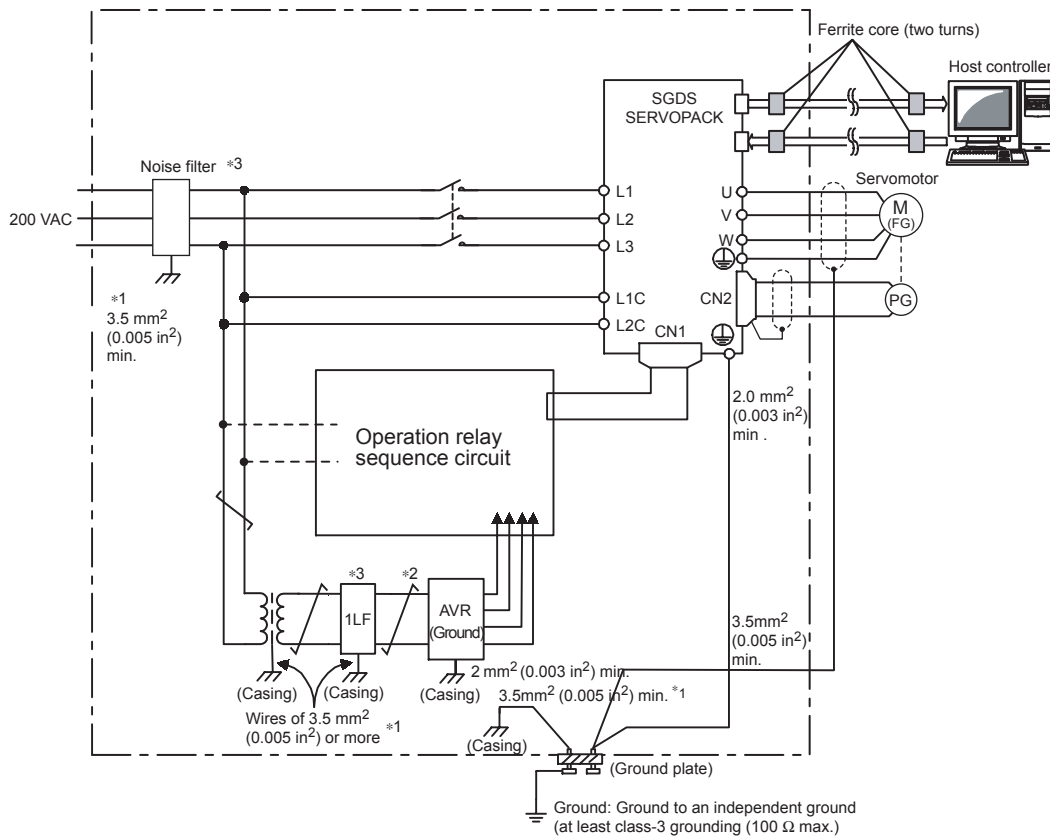 Ferrite core (two turns)
Host controller
SGDS
SERVOPACK
Noise filter *3
Servomotor
200 VAC
L1
L2
L3
U
V
W
M
(FG)
*1
3.5 mm2
(0.005 in2)
min.
L1C
L2C
CN2
PG
CN1
2.0 mm2
(0.003 in2)
min .
Operation relay
sequence circuit
*3
*2
1LF
AVR
(Ground)
3.5mm2
(0.005 in2)
min.
(Casing)
(Casing)
(Casing)
2 mm2 (0.003 in2) min.
3.5mm2 (0.005 in2) min. *1
Wires of 3.5 mm2
(0.005 in2) or more *1
(Casing)
(Ground plate)
Ground: Ground to an independent ground
(at least class-3 grounding (100 Ω max.)